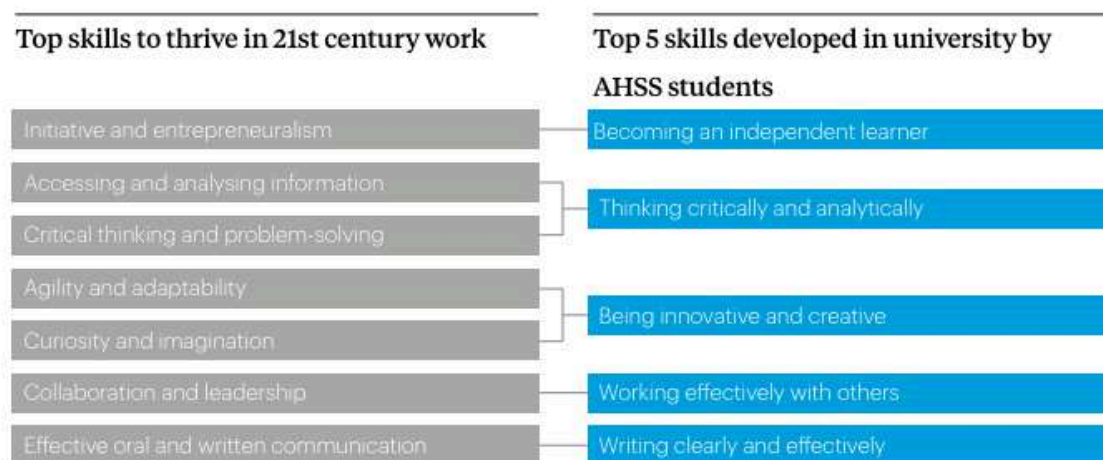 Top skills to thrive in 21st century work
Top 5 skills developed in university by
AHSS students
Initiative and entrepreneuralism
Becoming an independent learner
Accessing and analysing information
Thinking critically and analytically
Critical thinking and problem-solving
Agility and adaptability
Being innovative and creative
Curiosity and imagination
Collaboration and leadership
Working effectively with others
Effective oral and written communication
Writing clearly and effectively